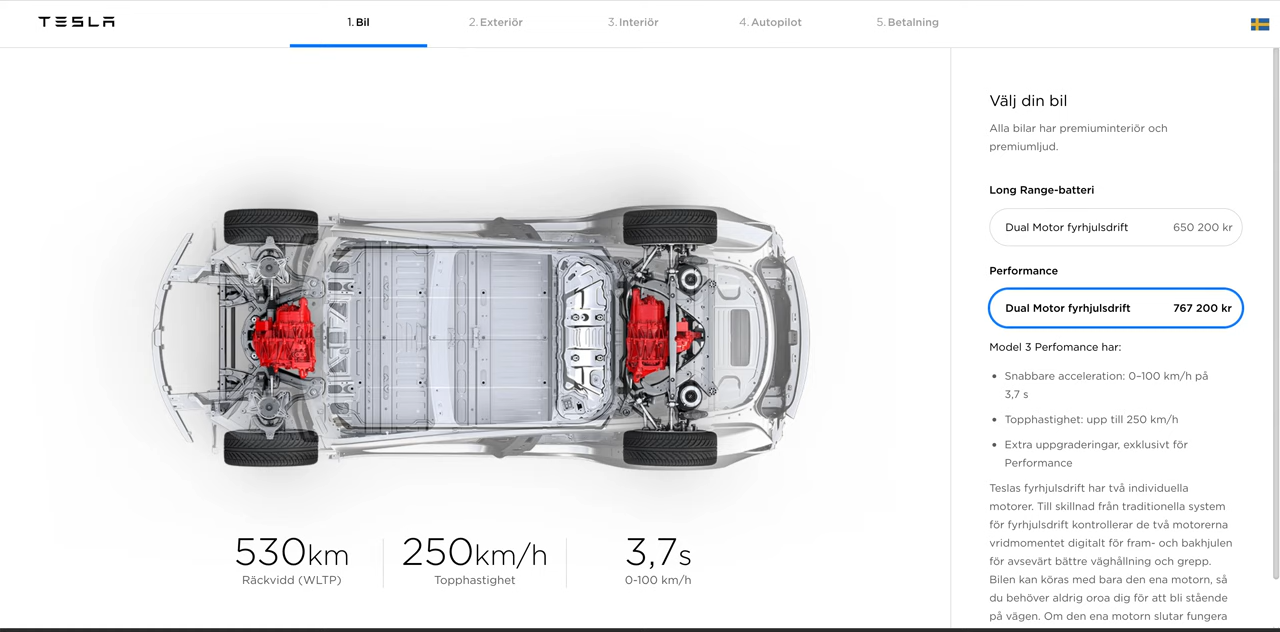 TESLA
1. Bil
2. Exteriör
3. Interiör
4. Autopilot
5. Betalning
Välj din bil
Alla bilar har premiuminteriör och
premiumljud.
Long Range-batteri
Dual Motor fyrhjulsdrift 650 200 kr
Performance
Dual Motor fyrhjulsdrift 767 200 kr
Model 3 Perfomance har:
• Snabbare acceleration: 0–100 km/h på
3,7 s
• Topphastighet: upp till 250 km/h
• Extra uppgraderingar, exklusivt för
Performance
Teslas fyrhjulsdrift har två individuella
motorer. Till skillnad från traditionella system
för fyrhjulsdrift kontrollerar de två motorerna
vridmomentet digitalt för fram- och bakhjulen
för avsevärt bättre väghållning och grepp.
Bilen kan köras med bara den ena motorn, så
du behöver aldrig oroa dig för att bli stående
på vägen. Om den ena motorn slutar fungera
530km
Räckvidd (WLTP)
250km/h
Topphastighet
3,7s
0-100 km/h